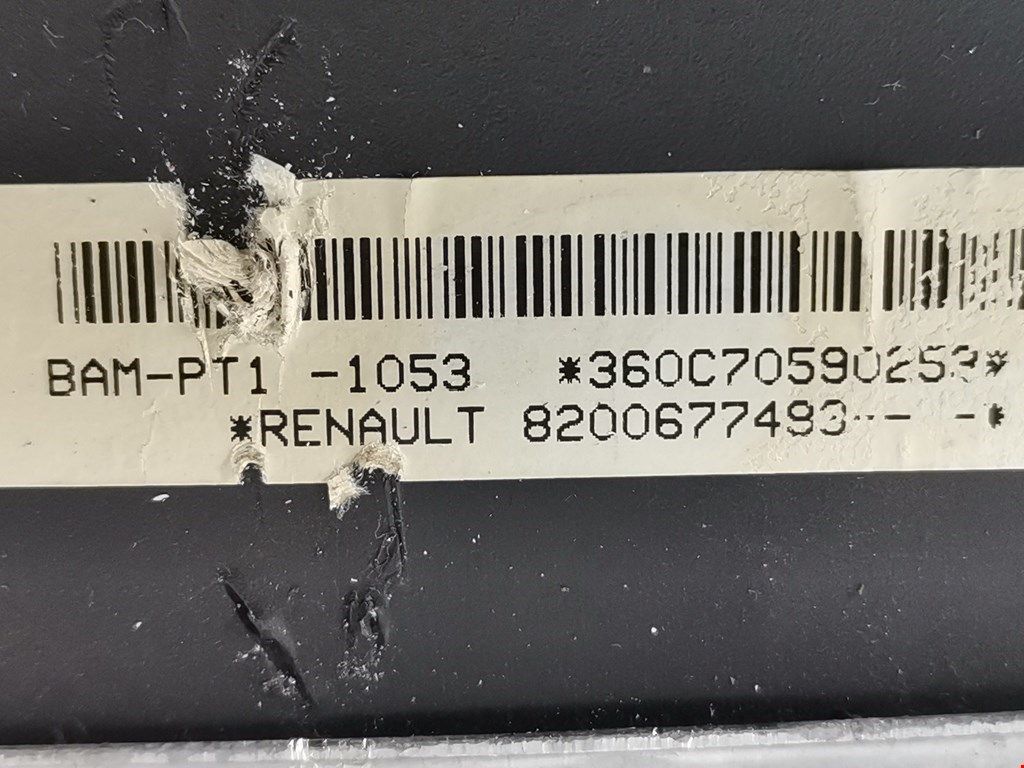 BAM-PT1 -1053 *360C70590253*
*RENAULT 8200677493-- -*